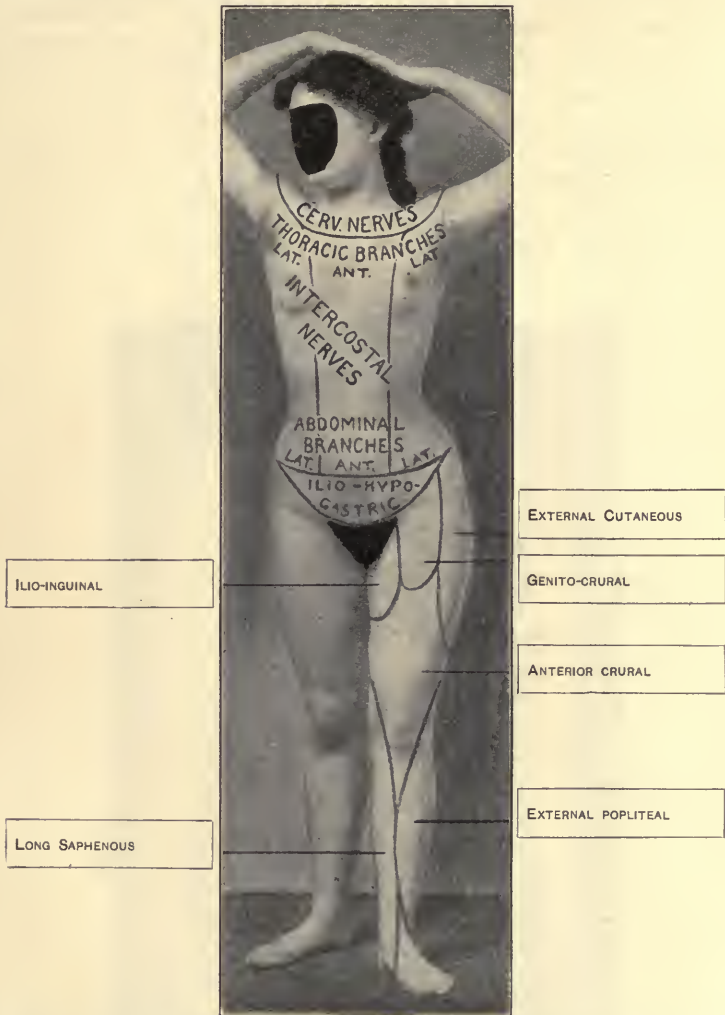 CERV. NERVES
THORACIC BRANCHES
LAT. ANT. LAT
INTERCOSTAL
NERVES
ABDOMINAL
BRANCHES
LAT. ANT. LAT.
ILIO-HYPO-
GASTRIC
EXTERNAL CUTANEOUS
ILIO-INGUINAL
GENITO-CRURAL
ANTERIOR CRURAL
EXTERNAL POPLITEAL
LONG SAPHENOUS